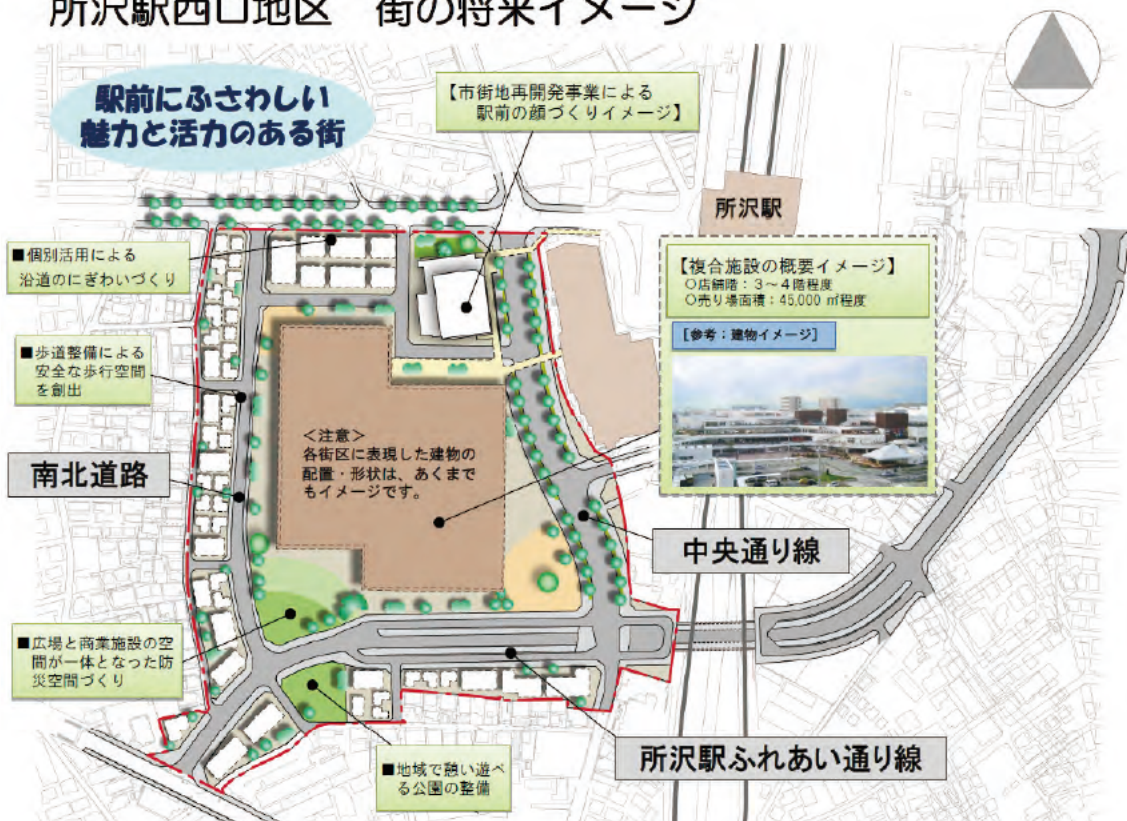 所沢駅西口地区 街の将来イメージ
駅前にふさわしい
魅力と活力のある街
【市街地再開発事業による
駅前の顔づくりイメージ】
所沢駅
■個別活用による
沿道のにぎわいづくり
【複合施設の概要イメージ】
○店舗階:3～4階程度
○売り場面積:45,000 ㎡程度
[参考:建物イメージ]
■歩道整備による
安全な歩行空間
を創出
<注意>
各街区に表現した建物の
配置・形状は、あくまで
もイメージです。
南北道路
中央通り線
■広場と商業施設の空
間が一体となった防
災空間づくり
所沢駅ふれあい通り線
■地域で憩い遊べ
る公園の整備